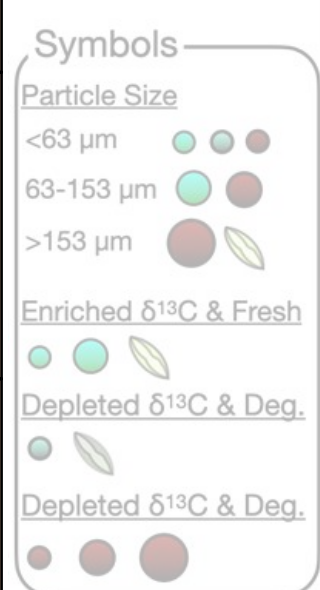 Symbols
Particle Size
<63 µm
63-153 µm
>153 µm
Enriched δ¹³C & Fresh
Depleted δ¹³C & Deg.
Depleted δ¹³C & Deg.